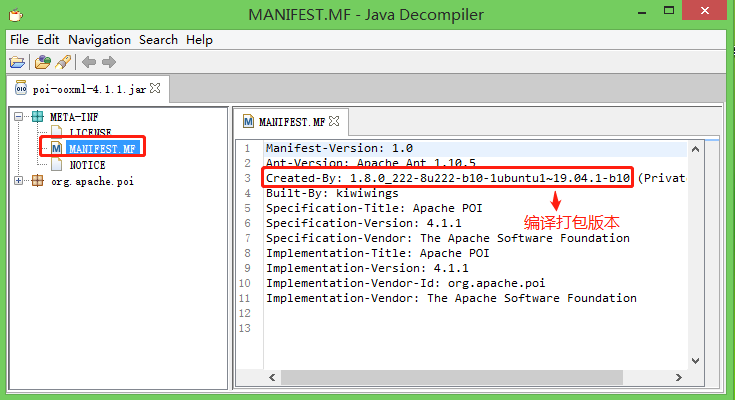 MANIFEST.MF - Java Decompiler
File Edit Navigation Search Help
poi-ooxml-4.1.1.jar
META-INF
LICENSE
MANIFEST.MF
NOTICE
org.apache.poi
MANIFEST.MF
1 Manifest-Version: 1.0
2 Ant-Version: Apache Ant 1.10.5
3 Created-By: 1.8.0_222-8u222-b10-1ubuntu1~19.04.1-b10 (Private
4 Built-By: kiwiwings
5 Specification-Title: Apache POI
6 Specification-Version: 4.1.1
7 Specification-Vendor: The Apache Software Foundation
8 Implementation-Title: Apache POI
9 Implementation-Version: 4.1.1
10 Implementation-Vendor-Id: org.apache.poi
11 Implementation-Vendor: The Apache Software Foundation
12
13
编译打包版本